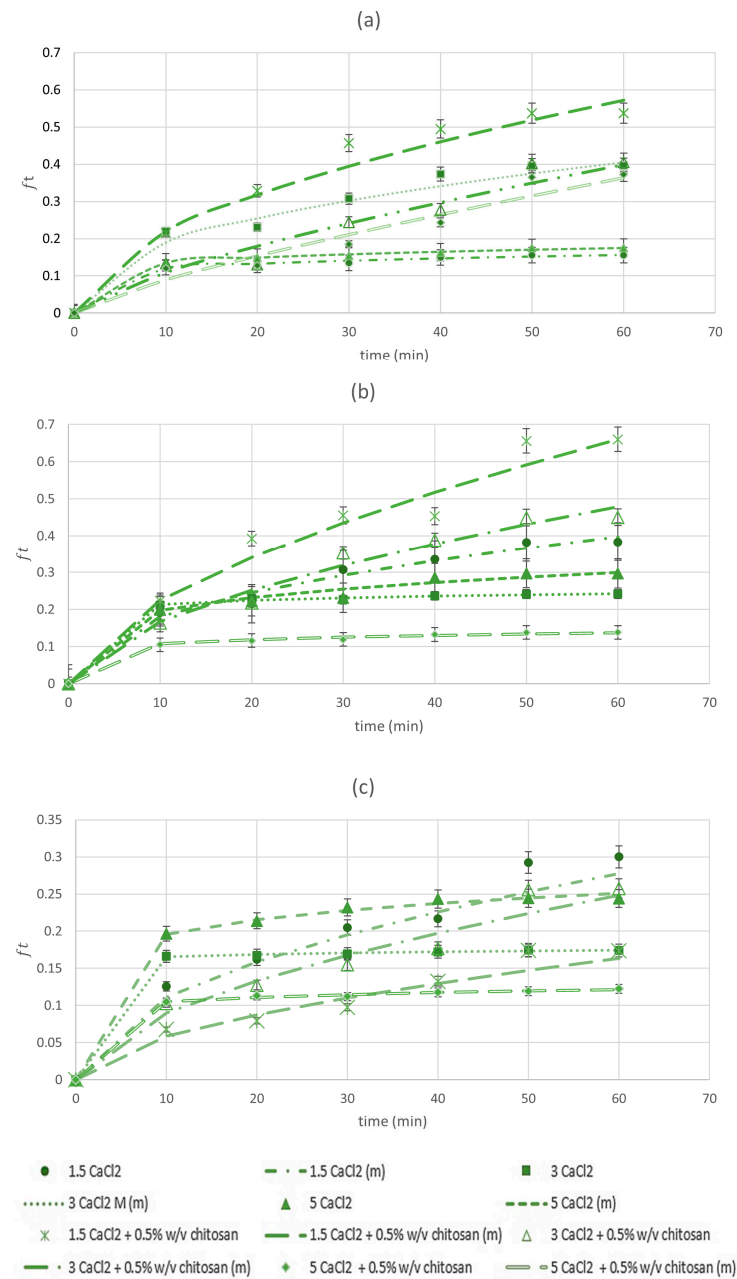 (a)
0.7
0.6
0.5
0.4
0.3
0.2
0.1
0
ft
0 10 20 30 40 50 60 70
time (min)
(b)
0.7
0.6
0.5
0.4
0.3
0.2
0.1
0
ft
0 10 20 30 40 50 60 70
time (min)
(c)
0.35
0.3
0.25
0.2
0.15
0.1
0.05
0
ft
0 10 20 30 40 50 60 70
time (min)
1.5 CaCl2 1.5 CaCl2 (m) 3 CaCl2
3 CaCl2 M (m) 5 CaCl2 5 CaCl2 (m)
1.5 CaCl2 + 0.5% w/v chitosan 1.5 CaCl2 + 0.5% w/v chitosan (m) 3 CaCl2 + 0.5% w/v chitosan
3 CaCl2 + 0.5% w/v chitosan (m) 5 CaCl2 + 0.5% w/v chitosan 5 CaCl2 + 0.5% w/v chitosan (m)